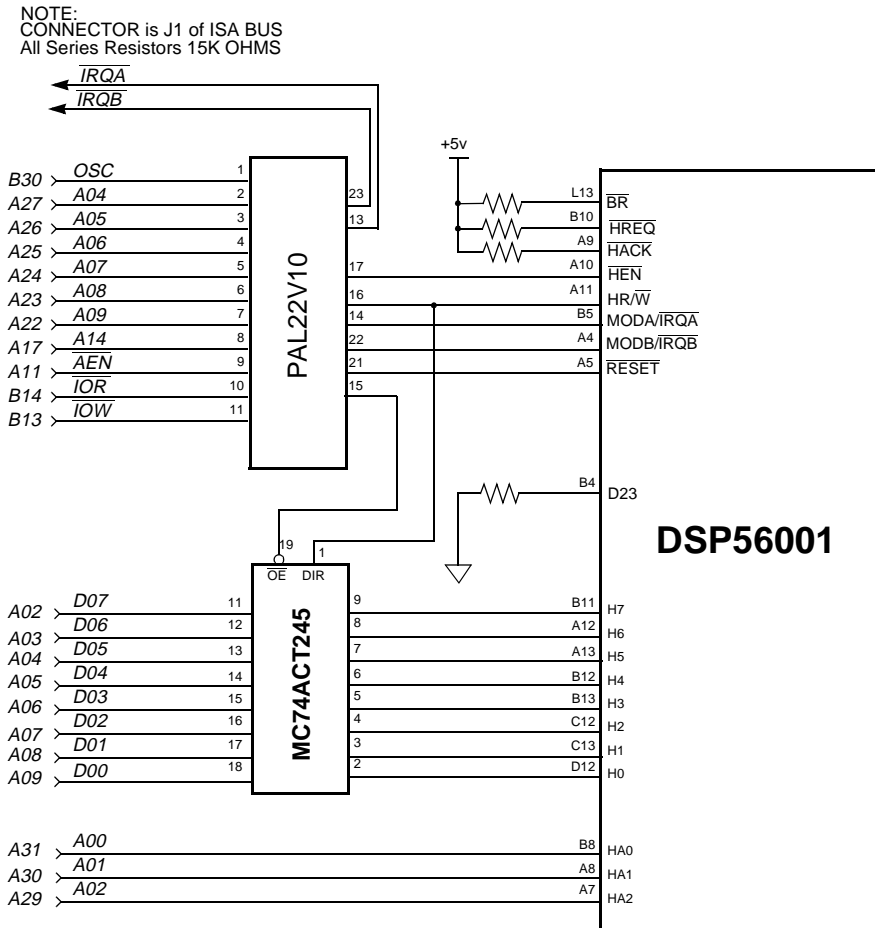 NOTE:
CONNECTOR is J1 of ISA BUS
All Series Resistors 15K OHMS
IRQA
IRQB
+5v
B30 OSC 1
A27 A04 2
A26 A05 3
A25 A06 4
A24 A07 5
A23 A08 6
A22 A09 7
A17 A14 8
A11 AEN 9
B14 IOR 10
B13 IOW 11
PAL22V10
23
13
17
16
14
22
21
15
L13 BR
B10 HREQ
A9 HACK
A10 HEN
A11 HR/W
B5 MODA/IRQA
A4 MODB/IRQB
A5 RESET
B4 D23
DSP56001
19 1
OE DIR
MC74ACT245
A02 D07 11 9 B11 H7
A03 D06 12 8 A12 H6
A04 D05 13 7 A13 H5
A05 D04 14 6 B12 H4
A06 D03 15 5 B13 H3
A07 D02 16 4 C12 H2
A08 D01 17 3 C13 H1
A09 D00 18 2 D12 H0
A31 A00 B8 HA0
A30 A01 A8 HA1
A29 A02 A7 HA2